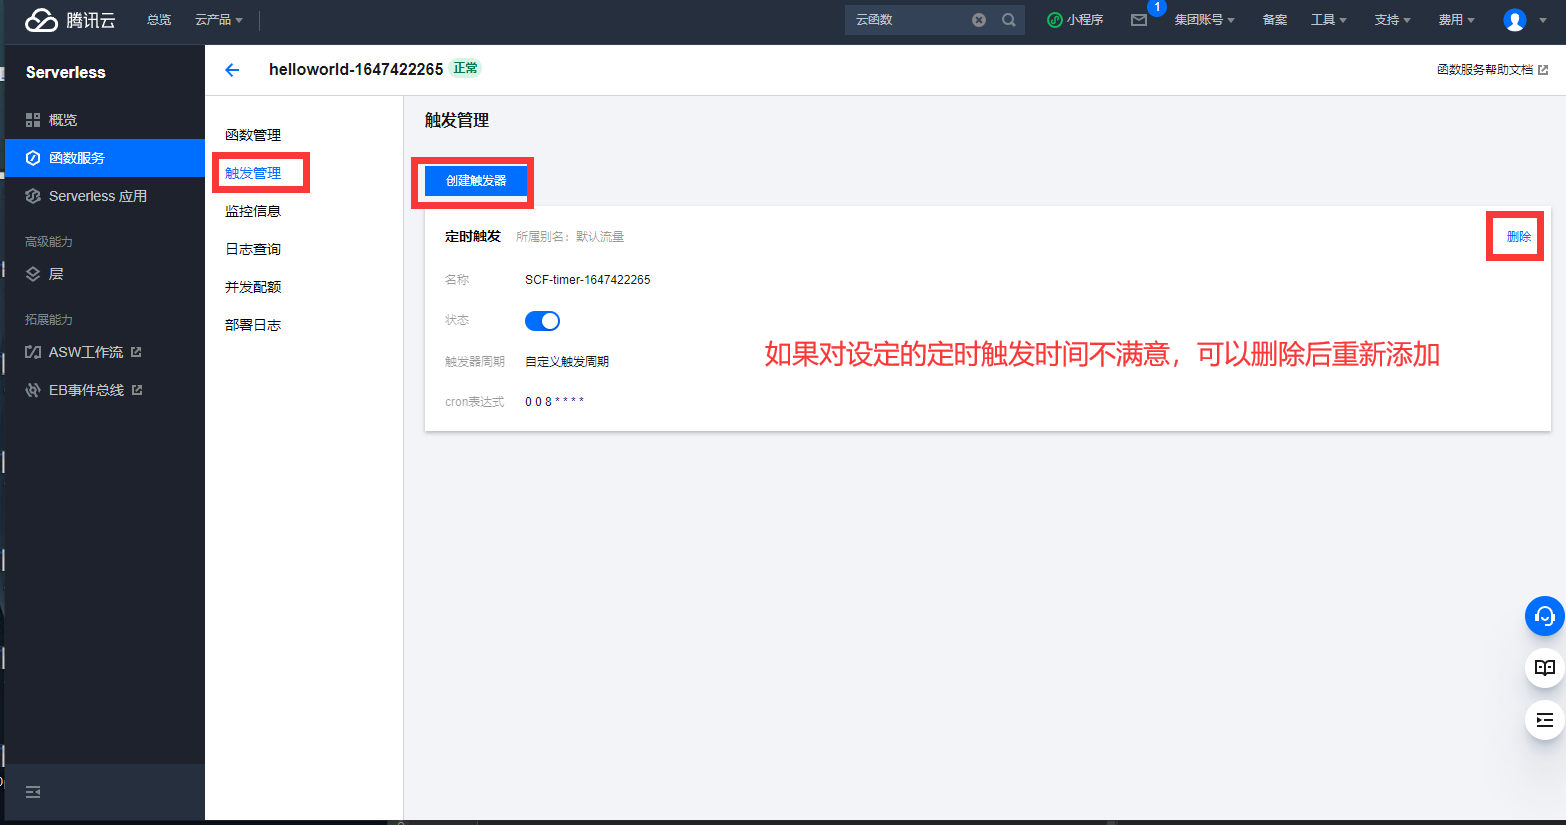 腾讯云 总览 云产品 云函数 小程序 1 集团账号 备案 工具 支持 费用
Serverless
概览
函数服务
Serverless 应用
高级能力
层
拓展能力
ASW工作流
EB事件总线
helloworld-1647422265 正常
函数服务帮助文档
函数管理
触发管理
监控信息
日志查询
并发配额
部署日志
触发管理
创建触发器
定时触发 所属别名：默认流量
删除
名称 SCF-timer-1647422265
状态
触发器周期 自定义触发周期
cron表达式 0 0 8 * * * *
如果对设定的定时触发时间不满意，可以删除后重新添加